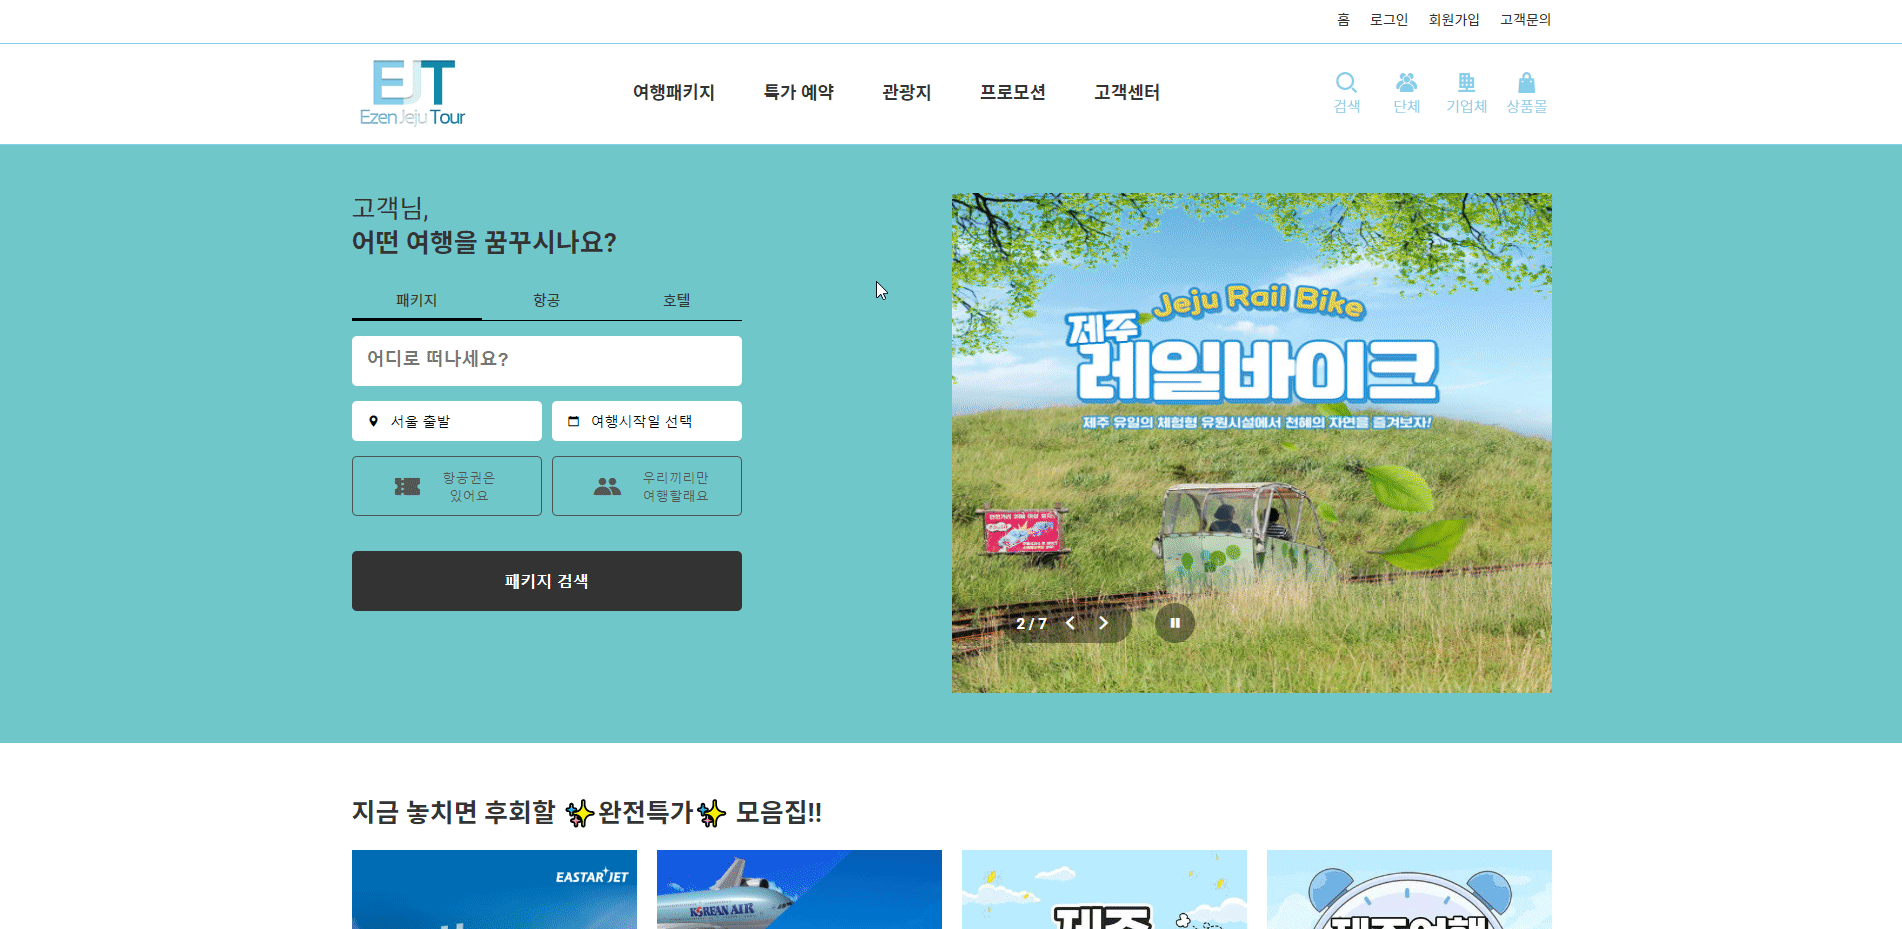 홈 로그인 회원가입 고객문의
EJT
Ezen Jeju Tour
여행패키지 특가 예약 관광지 프로모션 고객센터
검색 단체 기업체 상품몰
고객님,
어떤 여행을 꿈꾸시나요?
패키지 항공 호텔
어디로 떠나세요?
서울 출발 여행시작일 선택
항공권은
있어요
우리끼리만
여행할래요
패키지 검색
Jeju Rail Bike
제주
레일바이크
제주 유일의 체험형 유원시설에서 천혜의 자연을 즐겨보자!
2 / 7
지금 놓치면 후회할 ✨완전특가✨ 모음집!!
EASTAR JET
KOREAN AIR
제주
제주여행